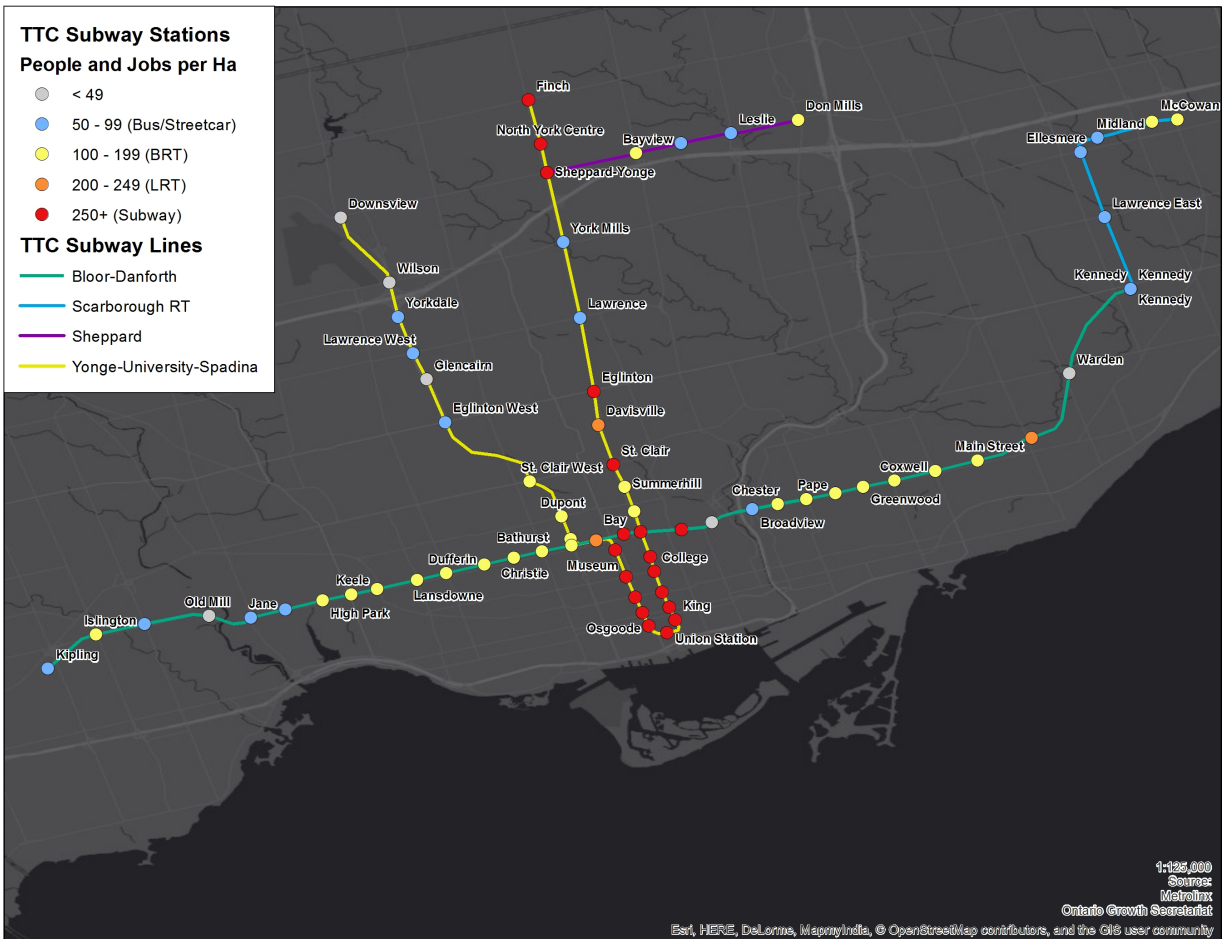 TTC Subway Stations
People and Jobs per Ha
< 49
50 - 99 (Bus/Streetcar)
100 - 199 (BRT)
200 - 249 (LRT)
250+ (Subway)
TTC Subway Lines
Bloor-Danforth
Scarborough RT
Sheppard
Yonge-University-Spadina
Finch
North York Centre
Sheppard-Yonge
Bayview
Leslie
Don Mills
McCowan
Midland
Ellesmere
Lawrence East
Kennedy
Kennedy
Kennedy
Warden
Downsview
Wilson
Yorkdale
Lawrence West
Glencairn
Eglinton West
York Mills
Lawrence
Eglinton
Davisville
St. Clair
St. Clair West
Summerhill
Dupont
Bay
Chester
Pape
Coxwell
Main Street
Greenwood
Broadview
Bathurst
Museum
College
Dufferin
Christie
Keele
Lansdowne
High Park
King
Osgoode
Union Station
Old Mill
Jane
Islington
Kipling
1:125,000
Source:
Metrolinx
Ontario Growth Secretariat
Esri, HERE, DeLorme, MapmyIndia, © OpenStreetMap contributors, and the GIS user community